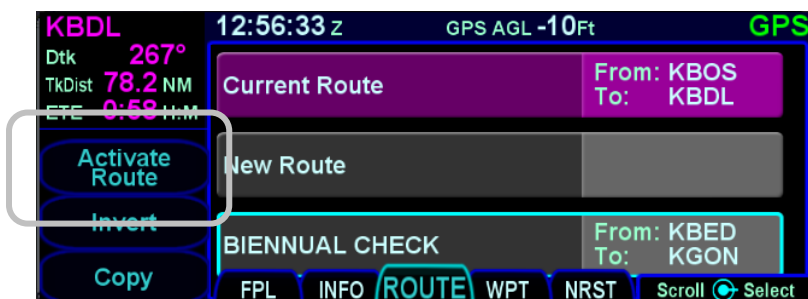 KBDL
12:56:33 Z GPS AGL -10Ft GPS
Dtk 267°
TkDist 78.2 NM
ETE 0:58 H:M
Current Route From: KBOS
To: KBDL
Activate
Route
New Route
Invert
BIENNUAL CHECK From: KBED
To: KGON
Copy
FPL INFO ROUTE WPT NRST Scroll Select